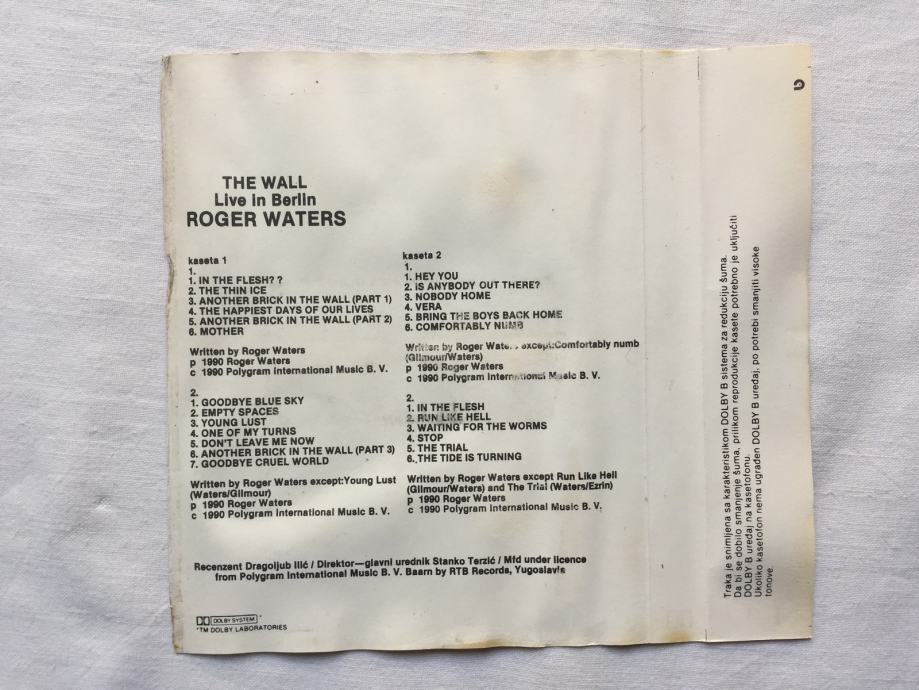 THE WALL
Live in Berlin
ROGER WATERS
kaseta 1
1.
1. IN THE FLESH? ?
2. THE THIN ICE
3. ANOTHER BRICK IN THE WALL (PART 1)
4. THE HAPPIEST DAYS OF OUR LIVES
5. ANOTHER BRICK IN THE WALL (PART 2)
6. MOTHER
Written by Roger Waters
p 1990 Roger Waters
c 1990 Polygram International Music B. V.
2.
1. GOODBYE BLUE SKY
2. EMPTY SPACES
3. YOUNG LUST
4. ONE OF MY TURNS
5. DON'T LEAVE ME NOW
6. ANOTHER BRICK IN THE WALL (PART 3)
7. GOODBYE CRUEL WORLD
Written by Roger Waters except:Young Lust
(Waters/Gilmour)
p 1990 Roger Waters
c 1990 Polygram International Music B. V.
kaseta 2
1.
1. HEY YOU
2. IS ANYBODY OUT THERE?
3. NOBODY HOME
4. VERA
5. BRING THE BOYS BACK HOME
6. COMFORTABLY NUMB
Written by Roger Waters except:Comfortably numb
(Gilmour/Waters)
p 1990 Roger Waters
c 1990 Polygram International Music B. V.
2.
1. IN THE FLESH
2. RUN LIKE HELL
3. WAITING FOR THE WORMS
4. STOP
5. THE TRIAL
6. THE TIDE IS TURNING
Written by Roger Waters except Run Like Hell
(Gilmour/Waters) and The Trial (Waters/Ezrin)
p 1990 Roger Waters
c 1990 Polygram International Music B. V.
Recenzent Dragoljub Ilić / Direktor—glavni urednik Stanko Terzić / Mfd under licence
from Polygram International Music B. V. Baarn by RTB Records, Yugoslavia
DOLBY SYSTEM
*TM DOLBY LABORATORIES
Traka je snimljena sa karakteristikom DOLBY B sistema za redukciju šuma.
Da bi se dobilo smanjenje šuma, prilikom reprodukcije kasete potrebno je uključiti
DOLBY B uređaj na kasetofonu.
Ukoliko kasetofon nema ugrađen DOLBY B uređaj, po potrebi smanjiti visoke
tonove.